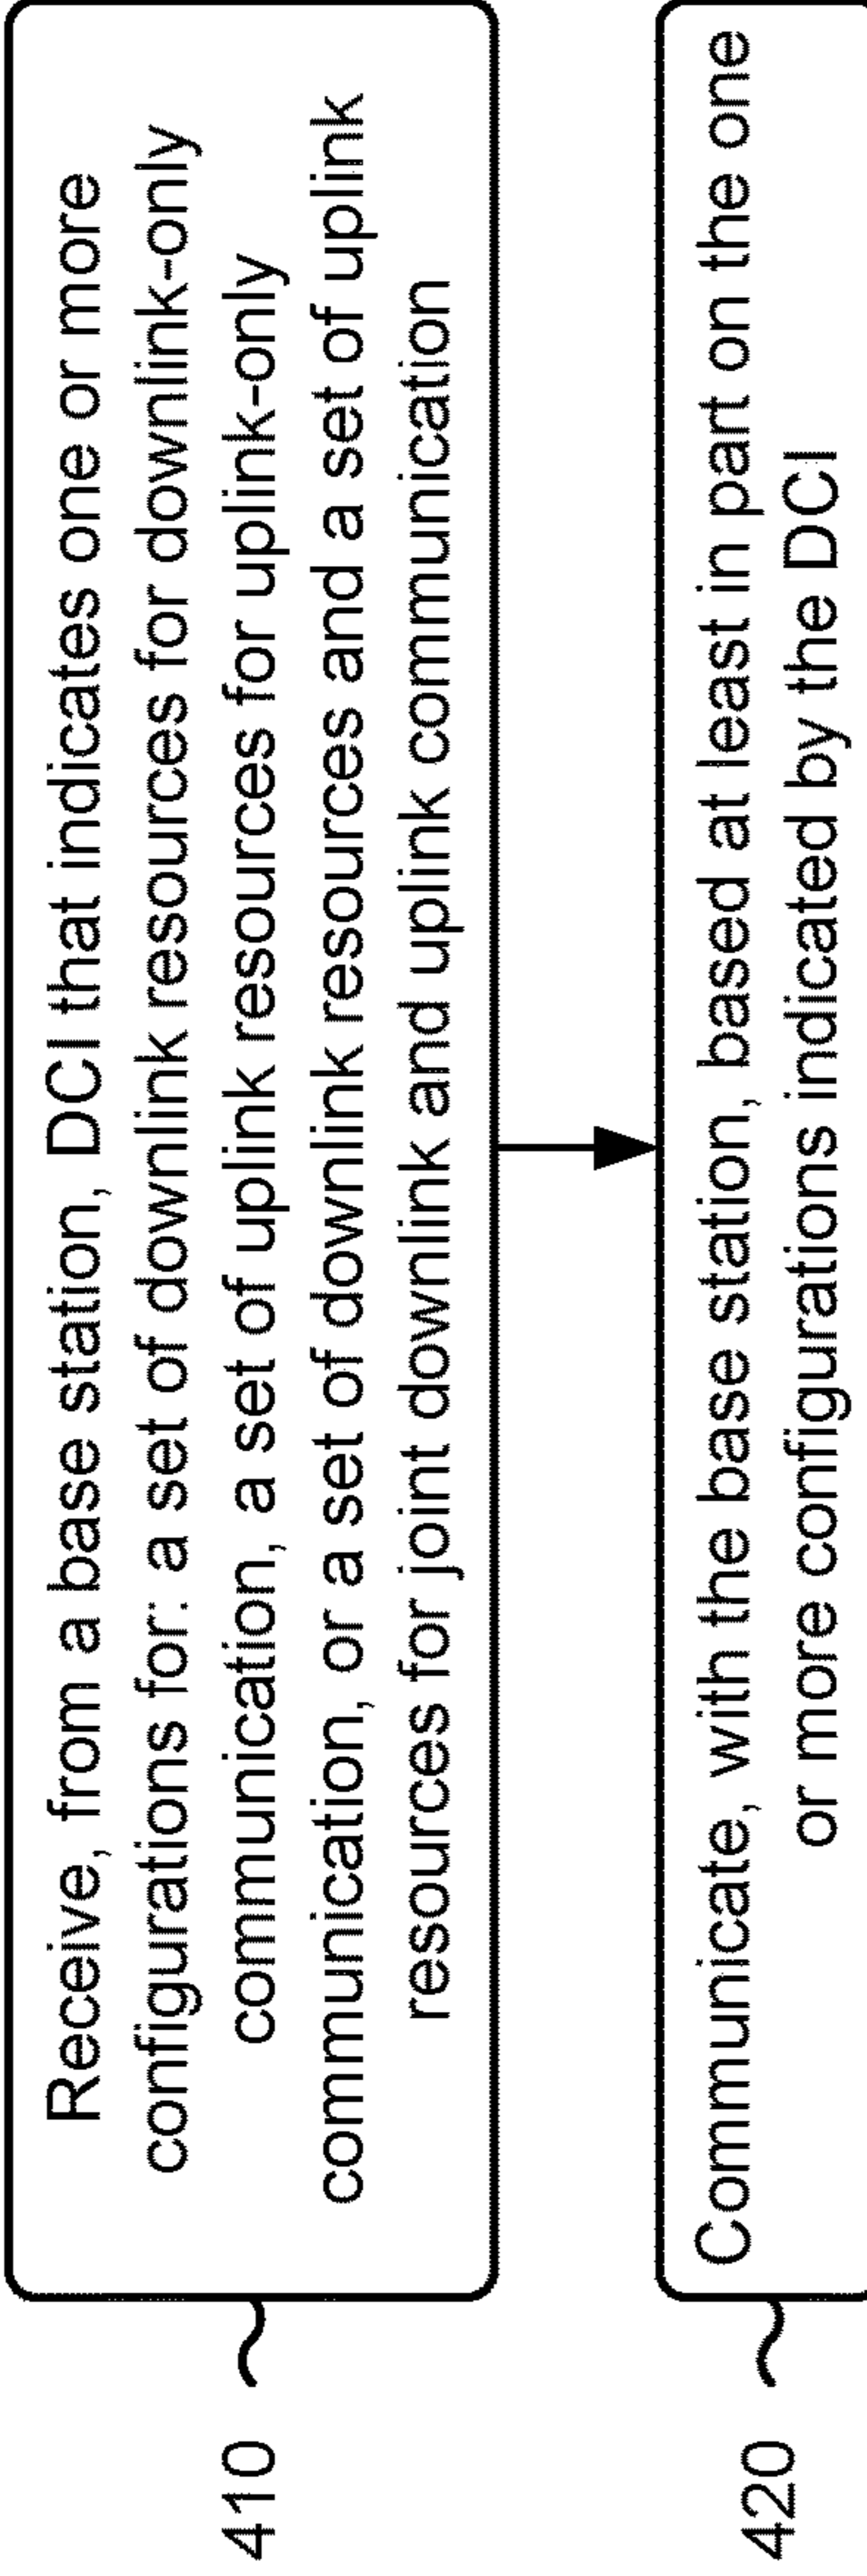 410
Receive, from a base station, DCI that indicates one or more
configurations for: a set of downlink resources for downlink-only
communication, a set of uplink resources for uplink-only
communication, or a set of downlink resources and a set of uplink
resources for joint downlink and uplink communication
420
Communicate, with the base station, based at least in part on the one
or more configurations indicated by the DCI